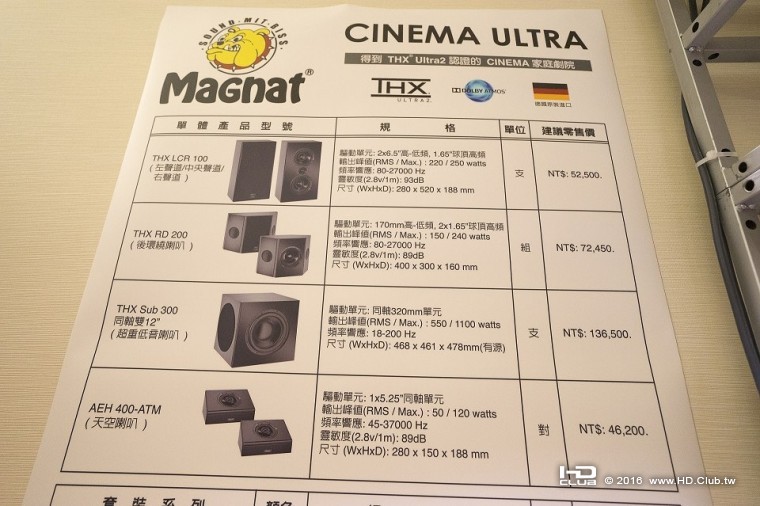 SOUND · MIT · BISS
Magnat®
CINEMA ULTRA
得到 THX® Ultra2 認證的 CINEMA 家庭劇院
THX
ULTRA2
DOLBY ATMOS
德國原裝進口
單體產品型號
規 格
單位
建議零售價
THX LCR 100
( 左聲道/中央聲道/
右聲道 )
驅動單元: 2x6.5"高-低頻, 1.65"球頂高頻
輸出峰值(RMS / Max.) : 220 / 250 watts
頻率響應: 80-27000 Hz
靈敏度(2.8v/1m): 93dB
尺寸 (WxHxD): 280 x 520 x 188 mm
支
NT$: 52,500.
THX RD 200
( 後環繞喇叭 )
驅動單元: 170mm高-低頻, 2x1.65"球頂高頻
輸出峰值(RMS / Max.) : 150 / 240 watts
頻率響應: 80-27000 Hz
靈敏度(2.8v/1m): 89dB
尺寸 (WxHxD): 400 x 300 x 160 mm
組
NT$: 72,450.
THX Sub 300
同軸雙12"
( 超重低音喇叭 )
驅動單元: 同軸320mm單元
輸出峰值(RMS / Max.) : 550 / 1100 watts
頻率響應: 18-200 Hz
尺寸 (WxHxD): 468 x 461 x 478mm(有源)
支
NT$: 136,500.
AEH 400-ATM
( 天空喇叭 )
驅動單元: 1x5.25"同軸單元
輸出峰值(RMS / Max.) : 50 / 120 watts
頻率響應: 45-37000 Hz
靈敏度(2.8v/1m): 89dB
尺寸 (WxHxD): 280 x 150 x 188 mm
對
NT$: 46,200.
套裝系列
顏色
HD CLUB © 2016 www.HD.Club.tw